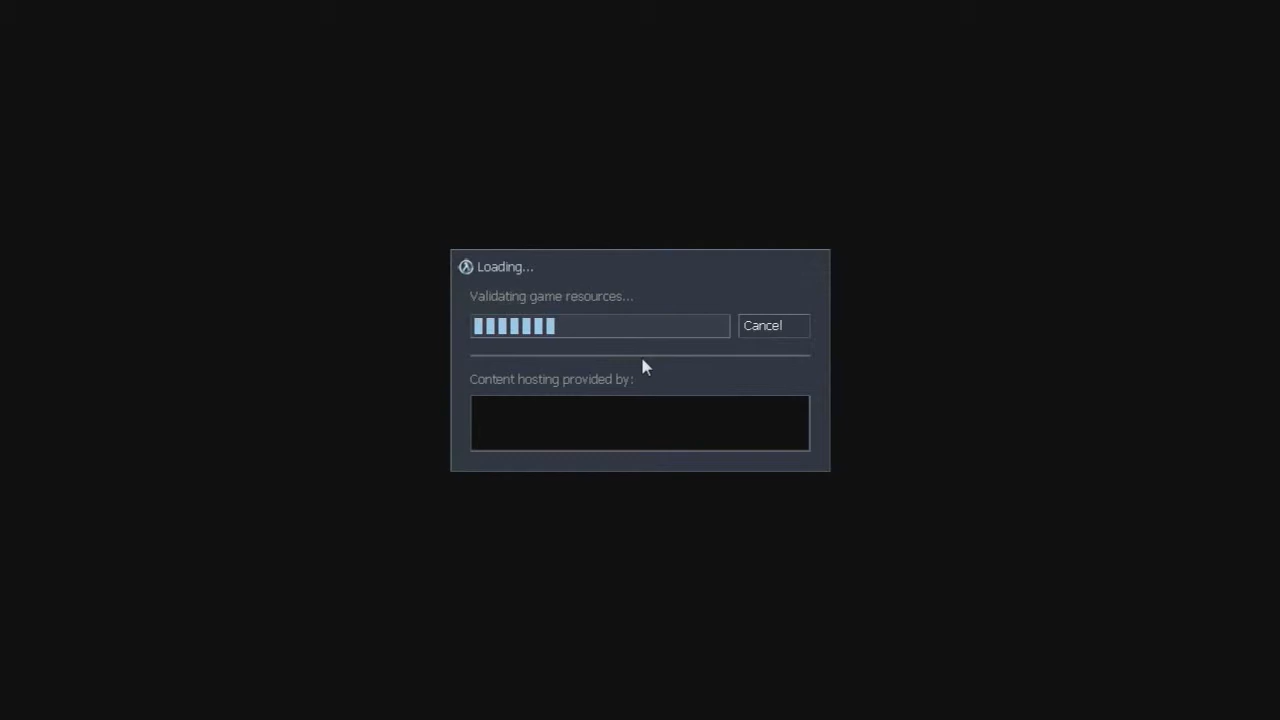 Loading...
Validating game resources...
Cancel
Content hosting provided by: